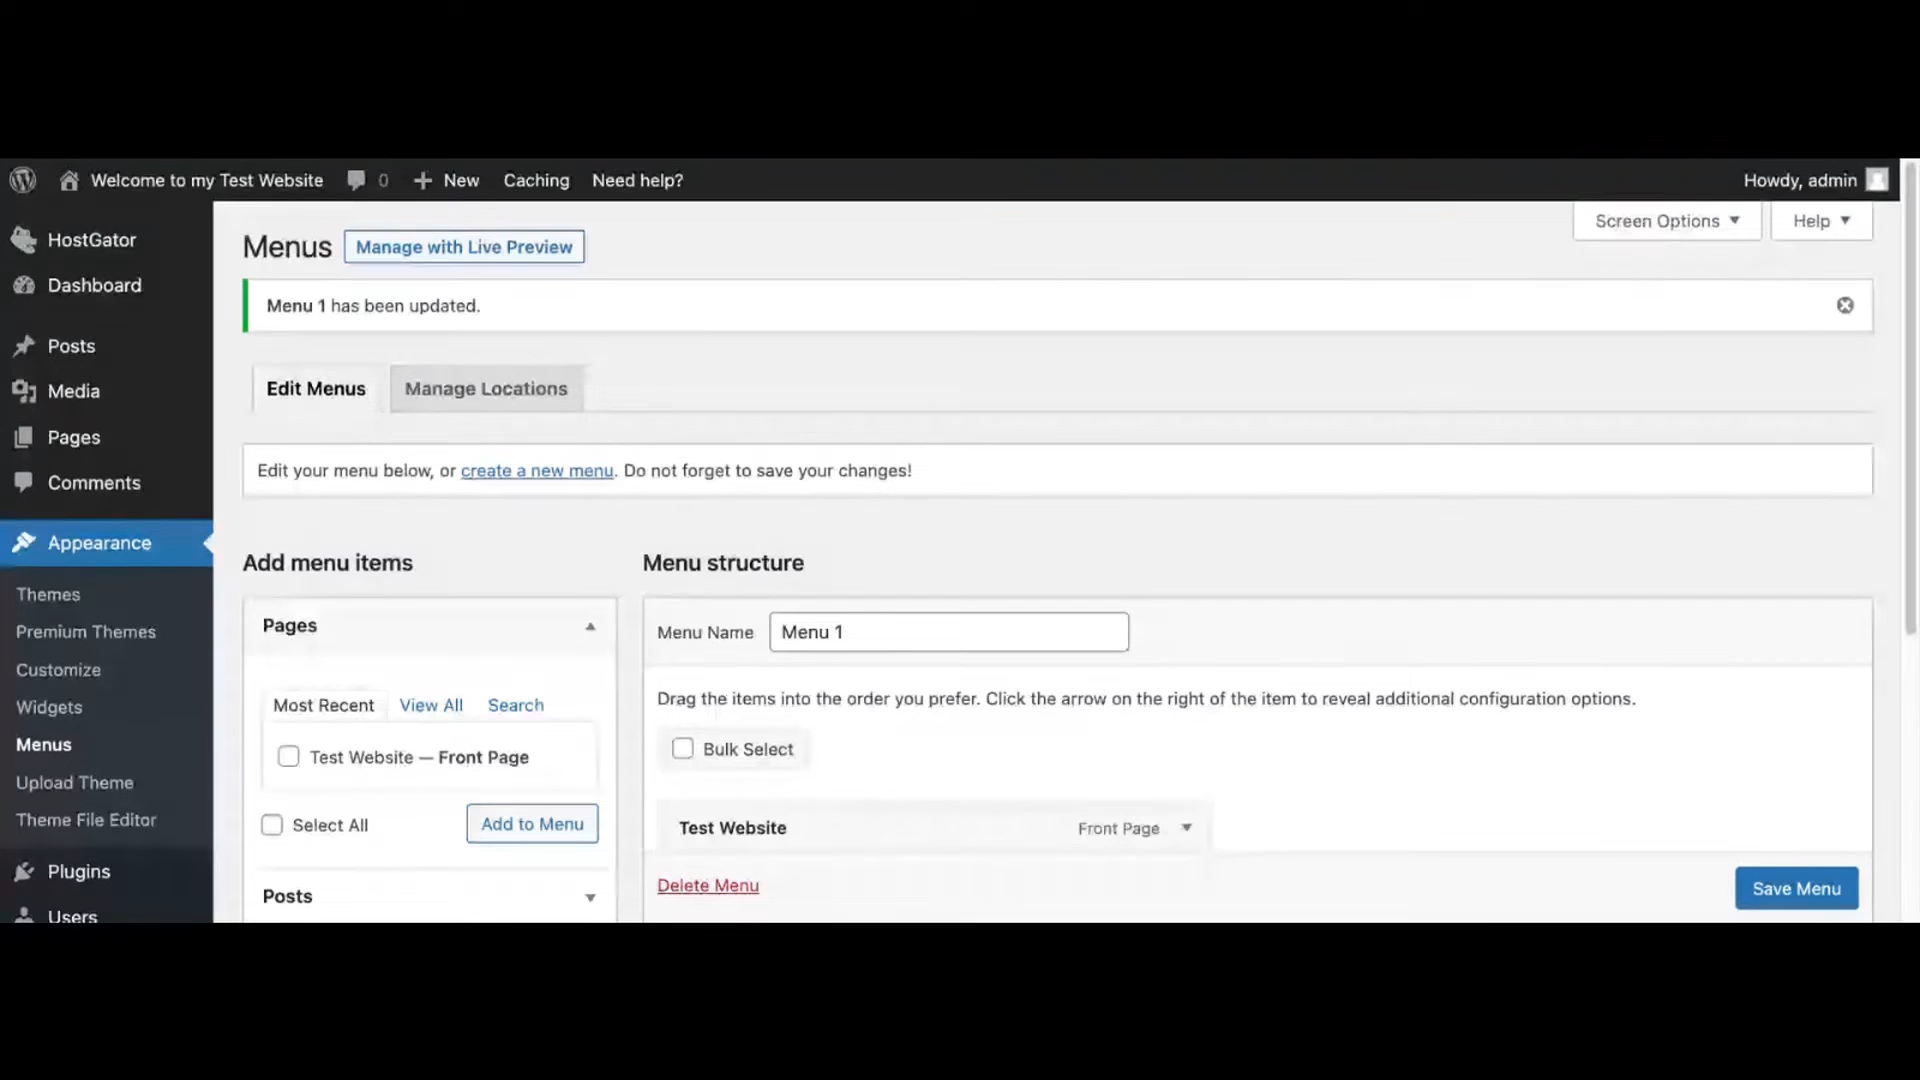 Welcome to my Test Website 0 New Caching Need help? Howdy, admin
Screen Options Help
HostGator
Dashboard
Posts
Media
Pages
Comments
Appearance
Themes
Premium Themes
Customize
Widgets
Menus
Upload Theme
Theme File Editor
Plugins
Users
Menus Manage with Live Preview
Menu 1 has been updated.
Edit Menus Manage Locations
Edit your menu below, or create a new menu. Do not forget to save your changes!
Add menu items
Pages
Most Recent View All Search
Test Website — Front Page
Select All Add to Menu
Posts
Menu structure
Menu Name Menu 1
Drag the items into the order you prefer. Click the arrow on the right of the item to reveal additional configuration options.
Bulk Select
Test Website Front Page
Delete Menu Save Menu